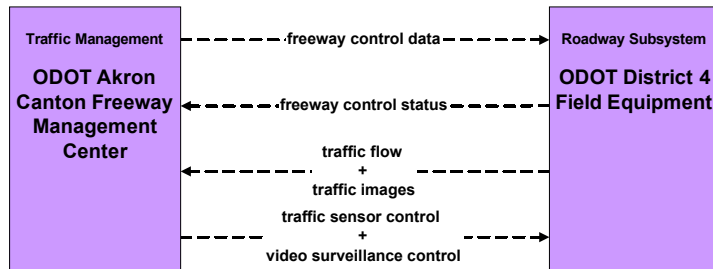 Traffic Management
ODOT Akron
Canton Freeway
Management
Center
freeway control data
freeway control status
traffic flow
+
traffic images
traffic sensor control
+
video surveillance control
Roadway Subsystem
ODOT District 4
Field Equipment